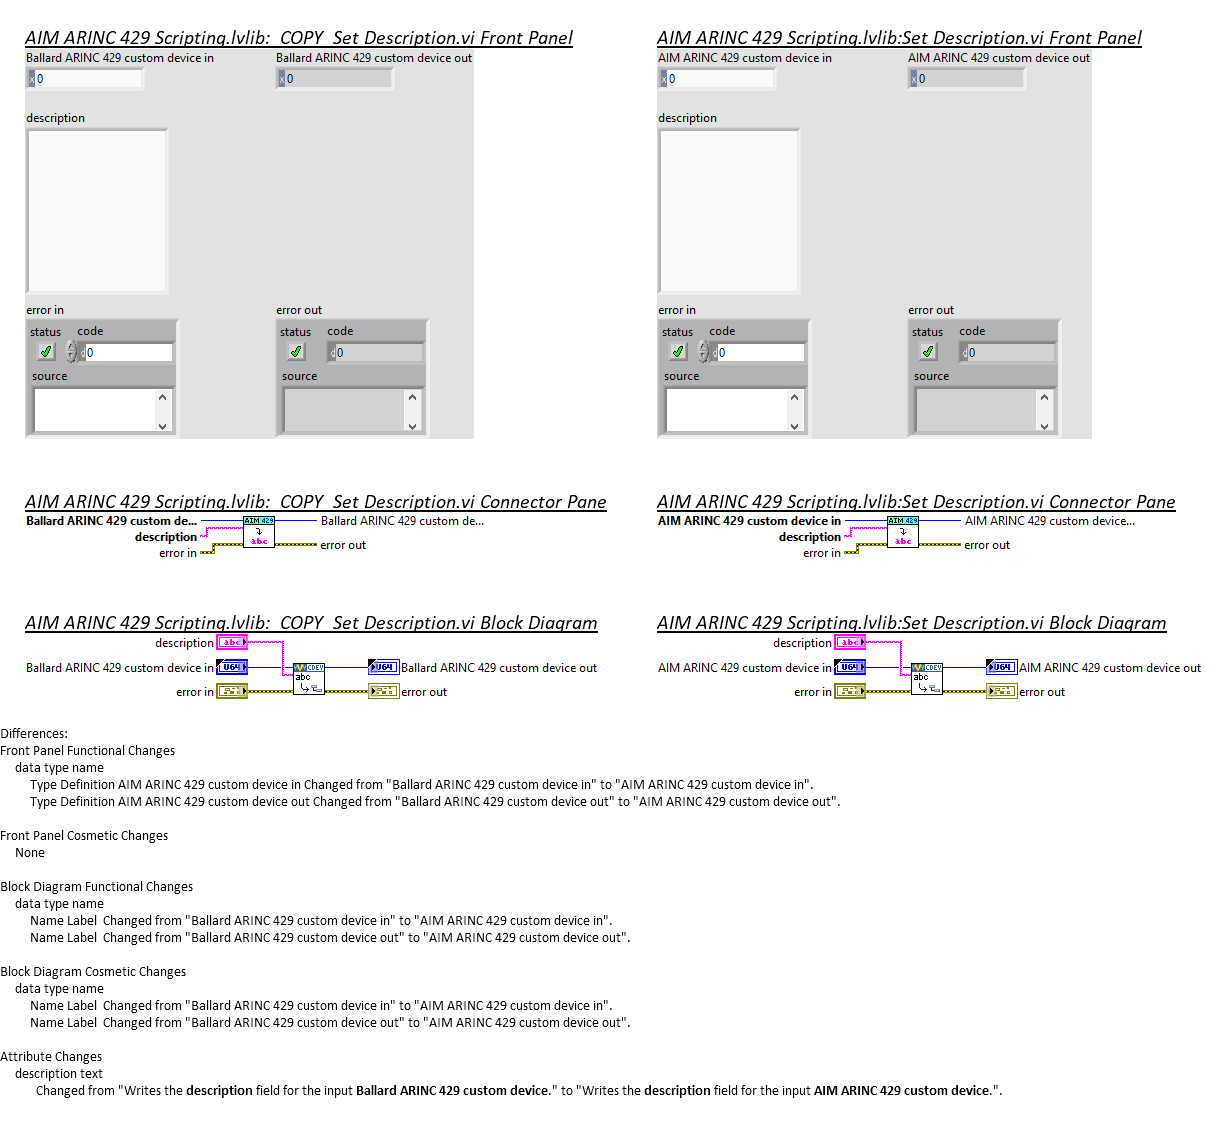 AIM ARINC 429 Scripting.lvlib:_COPY_Set Description.vi Front Panel
Ballard ARINC 429 custom device in
Ballard ARINC 429 custom device out
x 0
x 0
description
error in
error out
status
code
status
code
d 0
d 0
source
source
AIM ARINC 429 Scripting.lvlib:Set Description.vi Front Panel
AIM ARINC 429 custom device in
AIM ARINC 429 custom device out
x 0
x 0
description
error in
error out
status
code
status
code
d 0
d 0
source
source
AIM ARINC 429 Scripting.lvlib:_COPY_Set Description.vi Connector Pane
Ballard ARINC 429 custom de...
AIM 429
Ballard ARINC 429 custom de...
description
abc
error in
error out
AIM ARINC 429 Scripting.lvlib:Set Description.vi Connector Pane
AIM ARINC 429 custom device in
AIM 429
AIM ARINC 429 custom device...
description
abc
error in
error out
AIM ARINC 429 Scripting.lvlib:_COPY_Set Description.vi Block Diagram
description
abc
Ballard ARINC 429 custom device in
U64
CDEV
abc
U64
Ballard ARINC 429 custom device out
error in
error out
AIM ARINC 429 Scripting.lvlib:Set Description.vi Block Diagram
description
abc
AIM ARINC 429 custom device in
U64
CDEV
abc
U64
AIM ARINC 429 custom device out
error in
error out
Differences:
Front Panel Functional Changes
data type name
Type Definition AIM ARINC 429 custom device in Changed from "Ballard ARINC 429 custom device in" to "AIM ARINC 429 custom device in".
Type Definition AIM ARINC 429 custom device out Changed from "Ballard ARINC 429 custom device out" to "AIM ARINC 429 custom device out".
Front Panel Cosmetic Changes
None
Block Diagram Functional Changes
data type name
Name Label  Changed from "Ballard ARINC 429 custom device in" to "AIM ARINC 429 custom device in".
Name Label  Changed from "Ballard ARINC 429 custom device out" to "AIM ARINC 429 custom device out".
Block Diagram Cosmetic Changes
data type name
Name Label  Changed from "Ballard ARINC 429 custom device in" to "AIM ARINC 429 custom device in".
Name Label  Changed from "Ballard ARINC 429 custom device out" to "AIM ARINC 429 custom device out".
Attribute Changes
description text
Changed from "Writes the description field for the input Ballard ARINC 429 custom device." to "Writes the description field for the input AIM ARINC 429 custom device.".